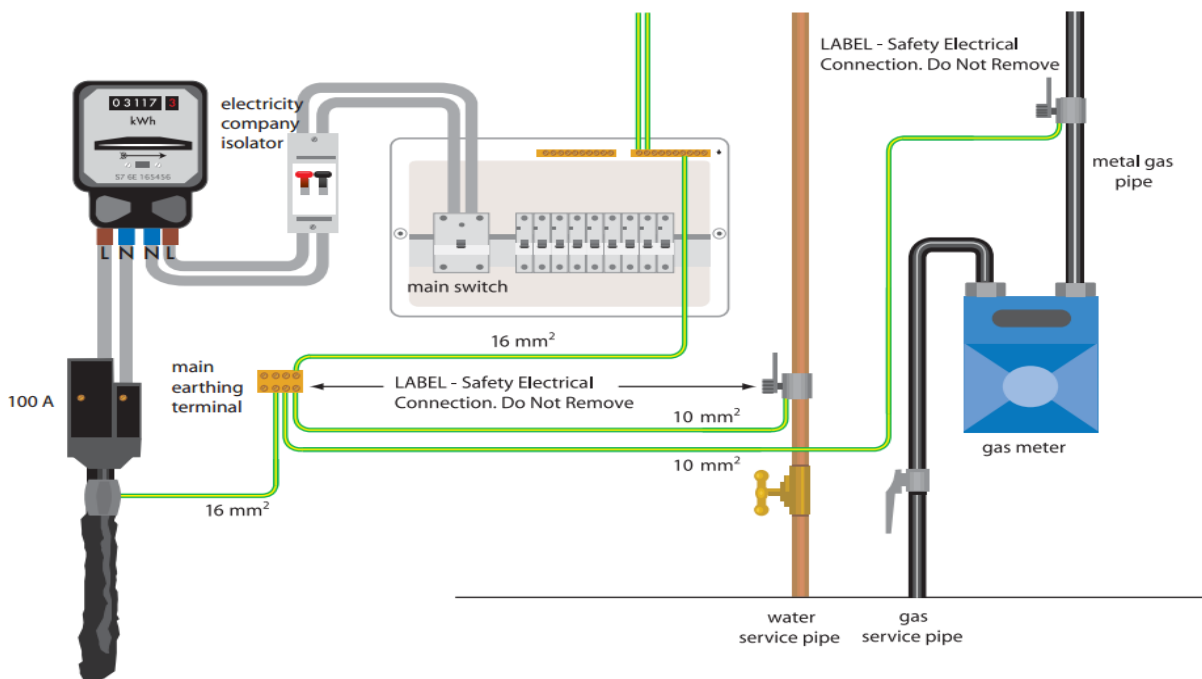 LABEL - Safety Electrical
Connection. Do Not Remove
03117 3
kWh
S7 6E 165456
electricity
company
isolator
metal gas
pipe
L N N L
main switch
16 mm²
main
earthing
terminal
LABEL - Safety Electrical
Connection. Do Not Remove
100 A
10 mm²
gas meter
10 mm²
16 mm²
water
service pipe
gas
service pipe